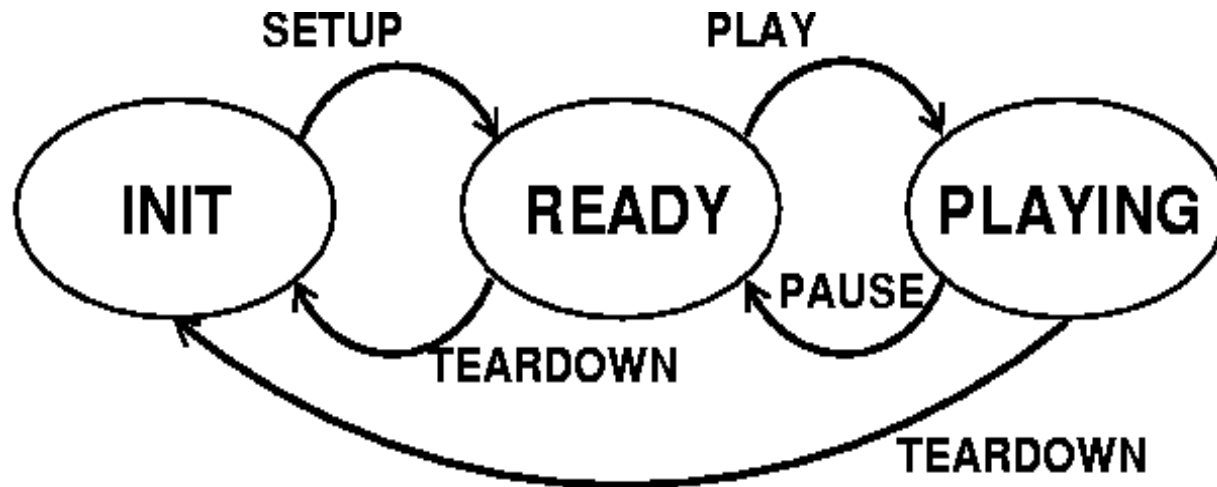 SETUP
PLAY
INIT
READY
PLAYING
PAUSE
TEARDOWN
TEARDOWN